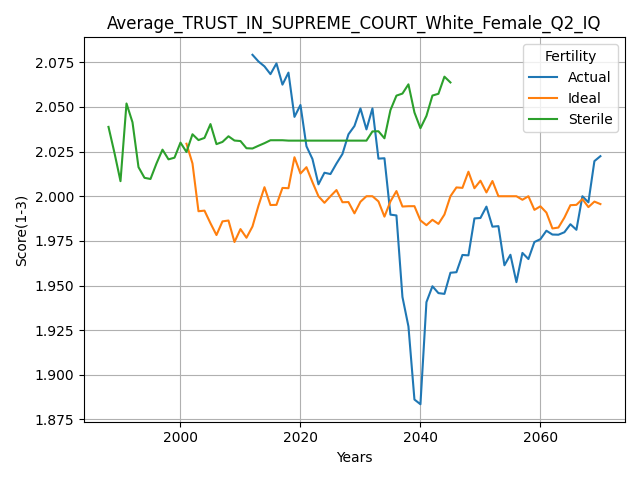 Average_TRUST_IN_SUPREME_COURT_White_Female_Q2_IQ
Fertility
Actual
Ideal
Sterile
Score(1-3)
2.075
2.050
2.025
2.000
1.975
1.950
1.925
1.900
1.875
2000 2020 2040 2060
Years